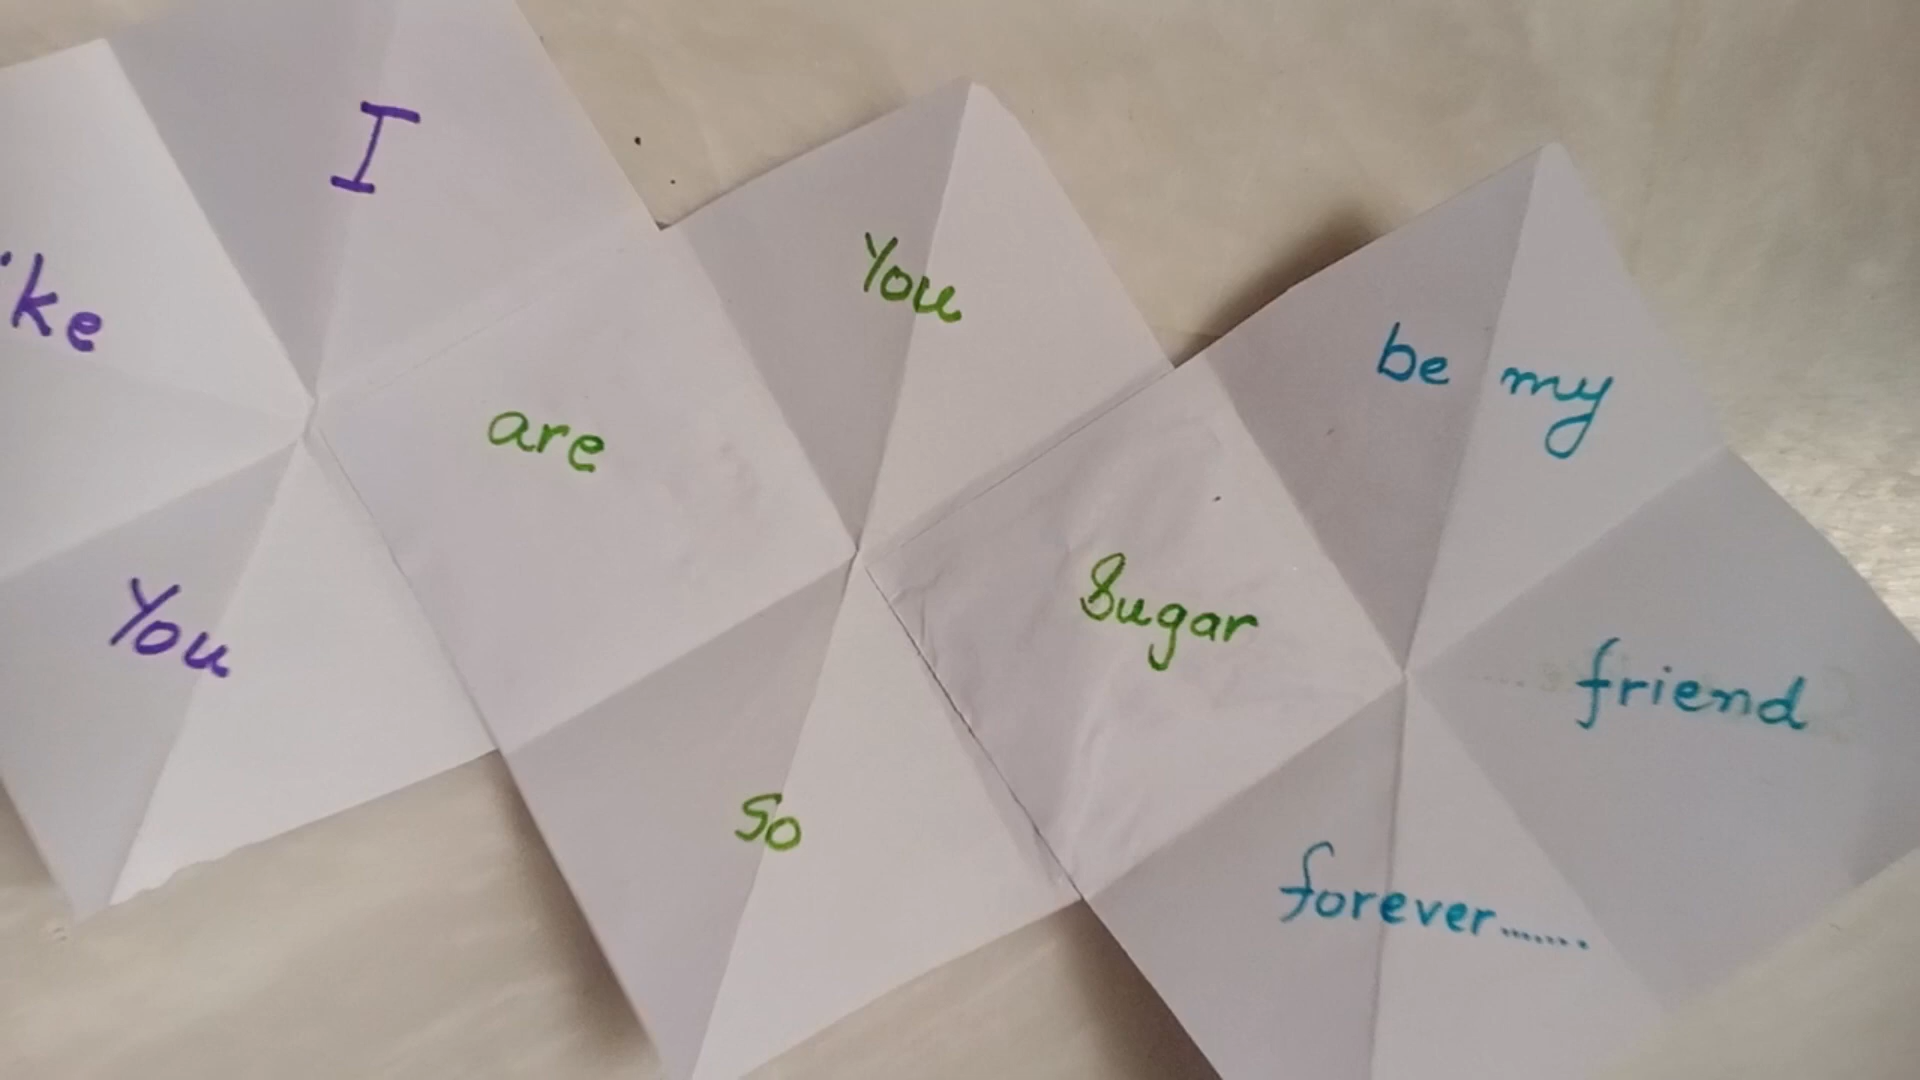 I
ike
You
You
are
so
Sugar
be my
friend
forever.......